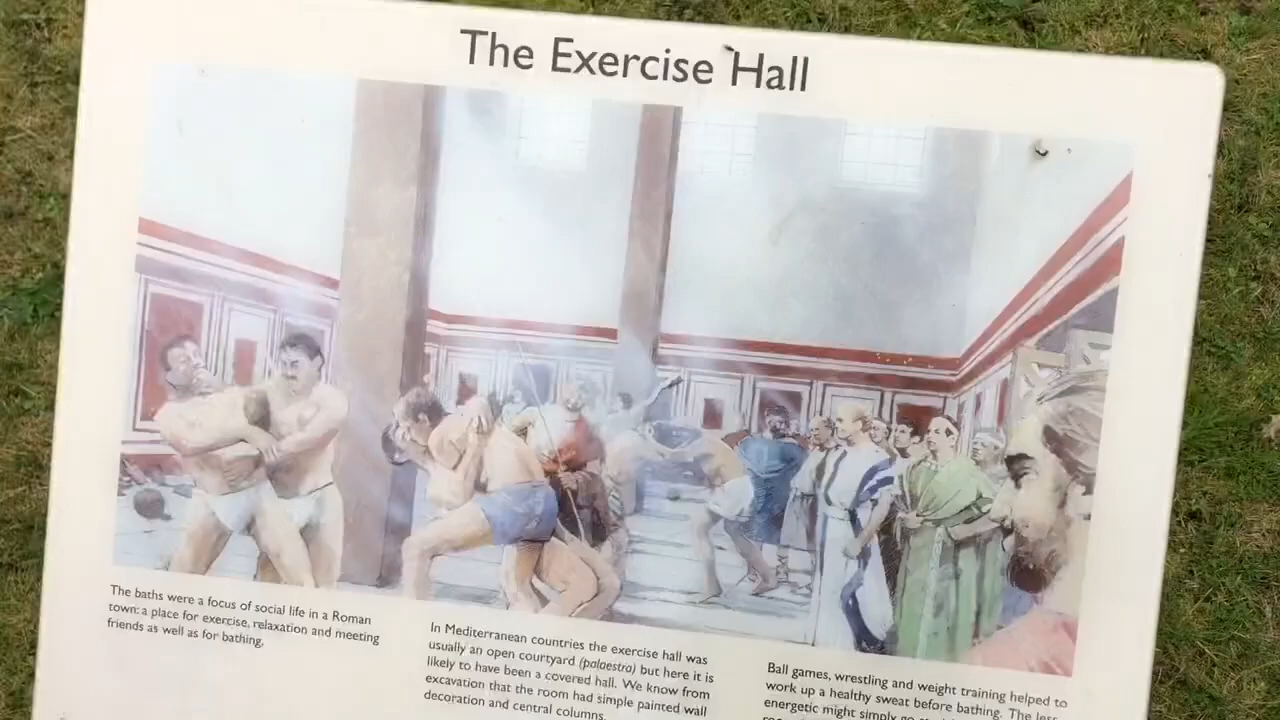 The Exercise Hall
The baths were a focus of social life in a Roman
town: a place for exercise, relaxation and meeting
friends as well as for bathing,
In Mediterranean countries the exercise hall was
usually an open courtyard (palaestra) but here it is
likely to have been a covered hall. We know from
excavation that the room had simple painted wall
decoration and central columns.
Ball games, wrestling and weight training helped to
work up a healthy sweat before bathing. The less
energetic might simply